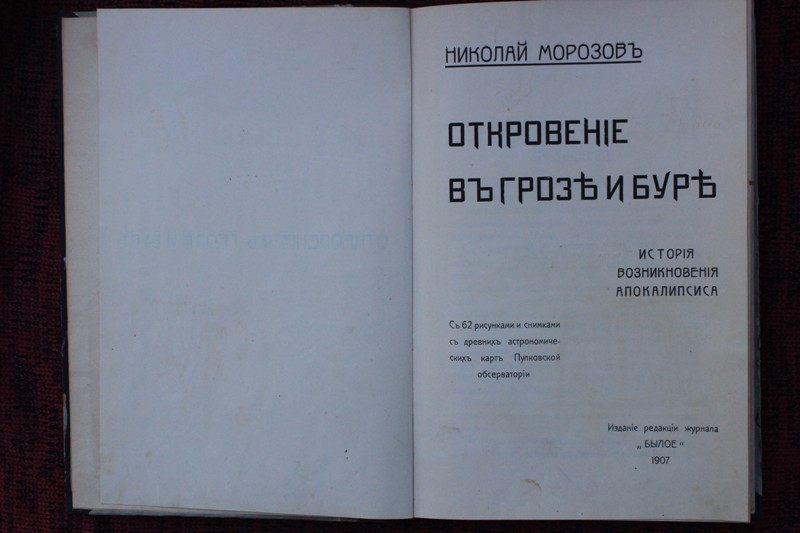 НИКОЛАЙ МОРОЗОВЪ
ОТКРОВЕНІЕ
ВЪ ГРОЗѢ И БУРѢ
ИСТОРІЯ
ВОЗНИКНОВЕНІЯ
АПОКАЛИПСИСА
Съ 62 рисунками и снимками
съ древнихъ астрономиче-
скихъ картъ Пулковской
обсерваторіи
Изданіе редакціи журнала
„БЫЛОЕ“
1907